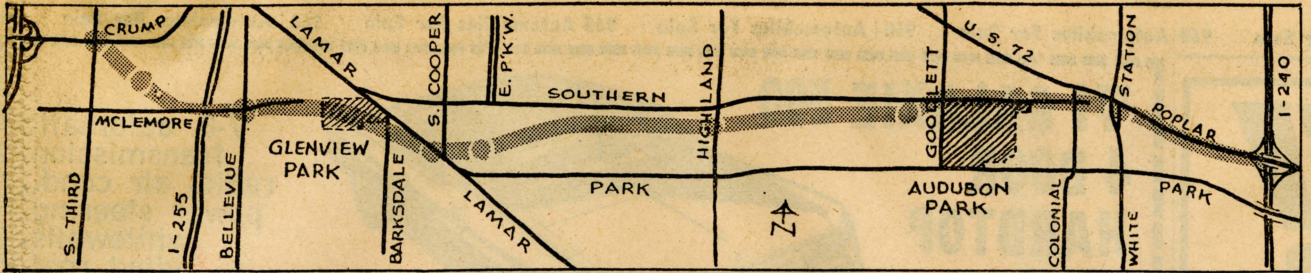 CRUMP
LAMAR
S. COOPER
E. P'K'W.
HIGHLAND
SOUTHERN
U.S. 72
GOODLETT
STATION
POPLAR
I-240
MCLEMORE
GLENVIEW
PARK
S. THIRD
I-255
BELLEVUE
BARKSDALE
LAMAR
PARK
N
AUDUBON
PARK
COLONIAL
WHITE
PARK